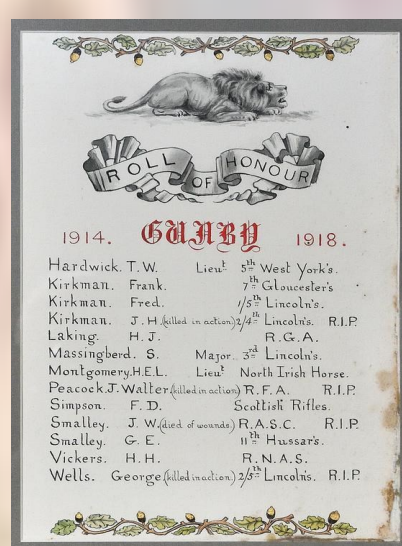 ROLL OF HONOUR
1914. GUNBY 1918.
Hardwick. T.W. Lieut 5th West York's.
Kirkman. Frank. 7th Gloucester's
Kirkman. Fred. 1/5th Lincoln's.
Kirkman. J.H. (killed in action) 2/4th Lincoln's. R.I.P.
Laking. H.J. R.G.A.
Massingberd. S. Major. 3rd Lincoln's.
Montgomery. H.E.L. Lieut North Irish Horse.
Peacock. J. Walter. (killed in action) R.F.A. R.I.P.
Simpson. F.D. Scottish Rifles.
Smalley. J.W. (died of wounds.) R.A.S.C. R.I.P.
Smalley. G.E. 11th Hussar's.
Vickers. H.H. R.N.A.S.
Wells. George. (killed in action.) 2/5th Lincoln's. R.I.P.